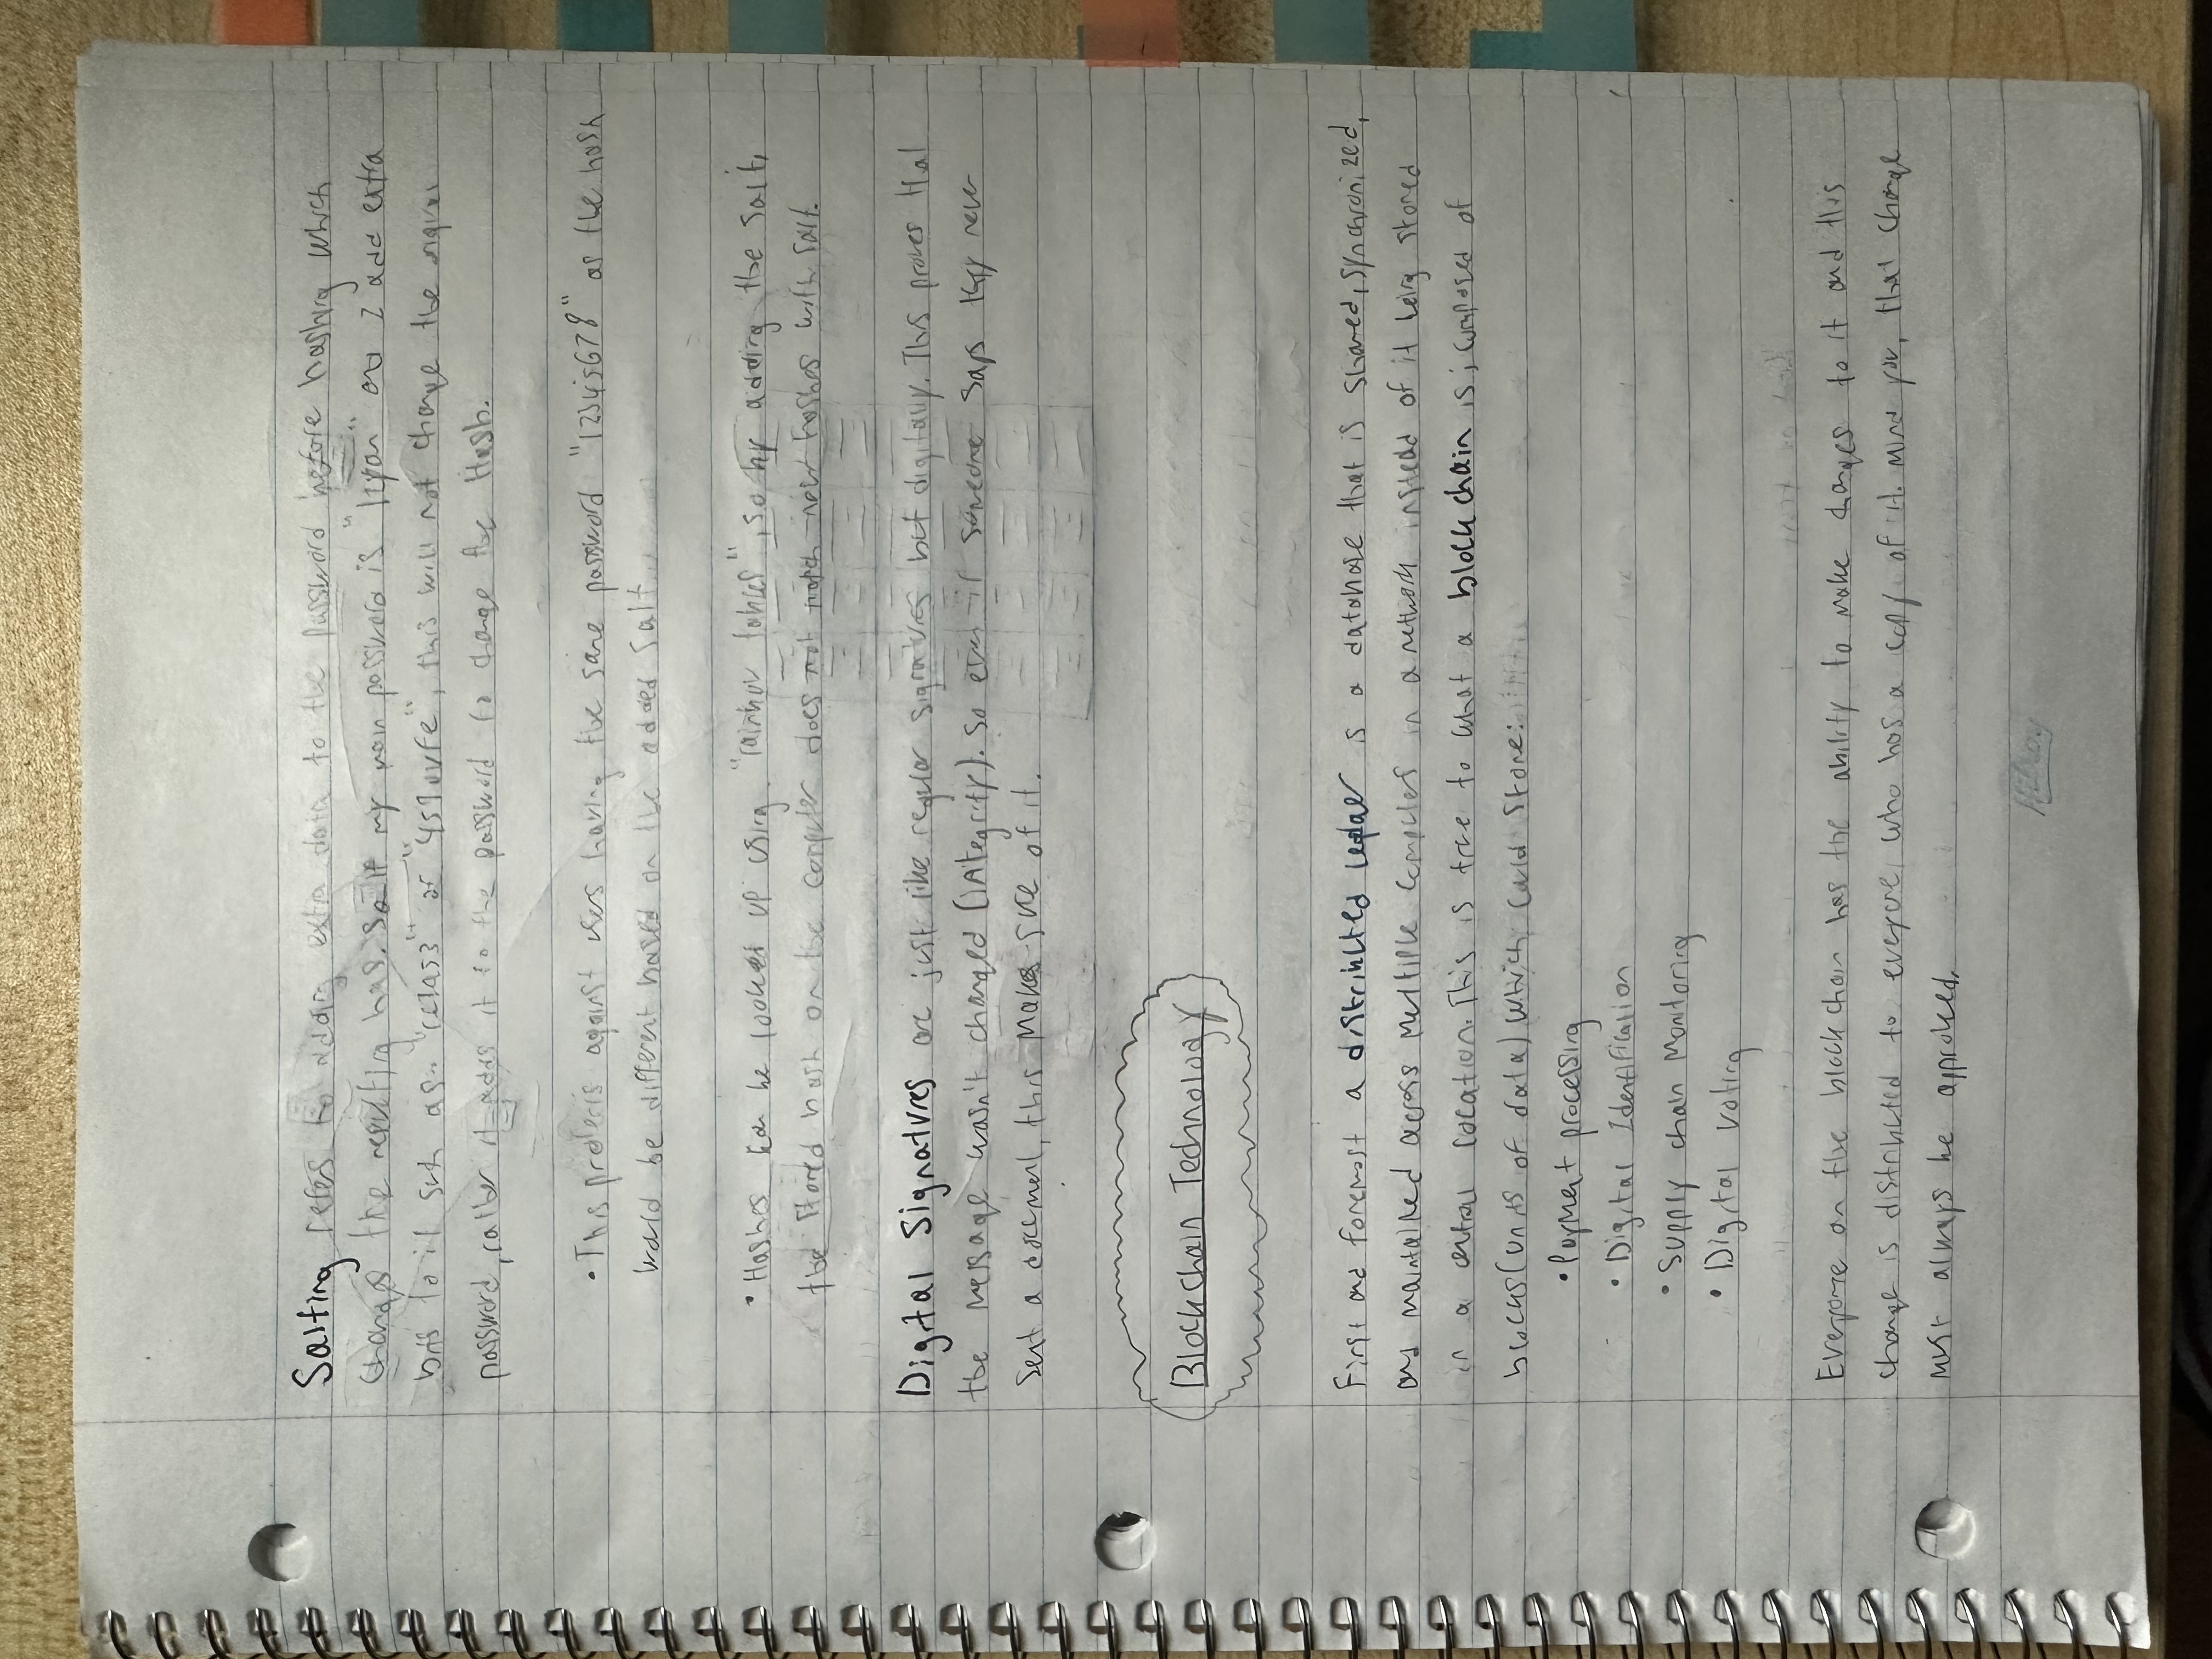 Salting refers to adding extra data to the password before hashing which
changes the resulting has. So if my main password is and I add extra
bits to it such as or this will not change the
password, rather it adds it to the password to change the Hash.
• This protects against users having the same password "12345678" as the hash
would be different based on the added salt.
• Hashes can be looked up using "rainbow tables", so by adding the salt,
the stored hash on the computer does not match new hashes with salt.
Digital Signatures are just like regular signatures but digitally. This proves that
the message wasn't changed (integrity). So even if someone says they never
sent a document, this makes sure of it.
Blockchain Technology
First and foremost a distributed ledger is a database that is shared, synchronized,
and maintained across multiple computers in a network instead of it being stored
in a central location. This is true to what a blockchain is; composed of
blocks (units of data) which could store:
• Payment processing
• Digital Identification
• Supply chain Monitoring
• Digital voting
Everyone on the blockchain has the ability to make changes to it and this
change is distributed to everyone who has a copy of it. Mind you, that change
must always be approved.
Hilroy